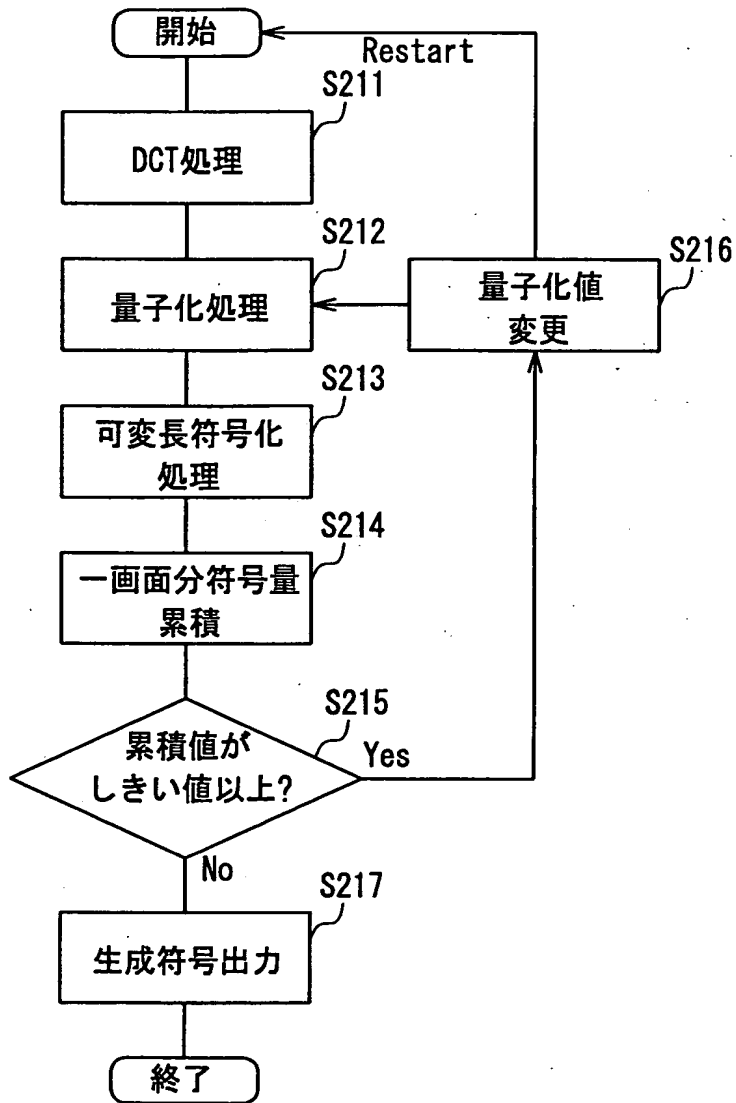 開始
Restart
S211
DCT処理
S212
量子化処理
S216
量子化値
変更
S213
可変長符号化
処理
S214
一画面分符号量
累積
S215
累積値が
しきい値以上?
Yes
No
S217
生成符号出力
終了